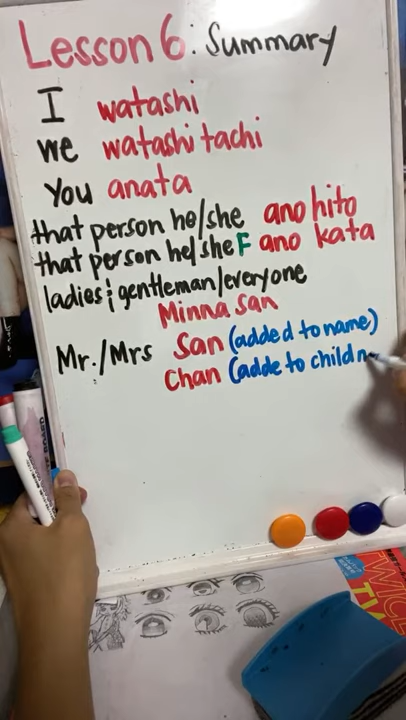 Lesson 6: Summary
I watashi
we watashi tachi
you anata
that person he/she ano hito
that person he/she F ano kata
ladies & gentleman/everyone
Minna san
Mr./Mrs San (added to name)
Chan (adde to child n
TWICE